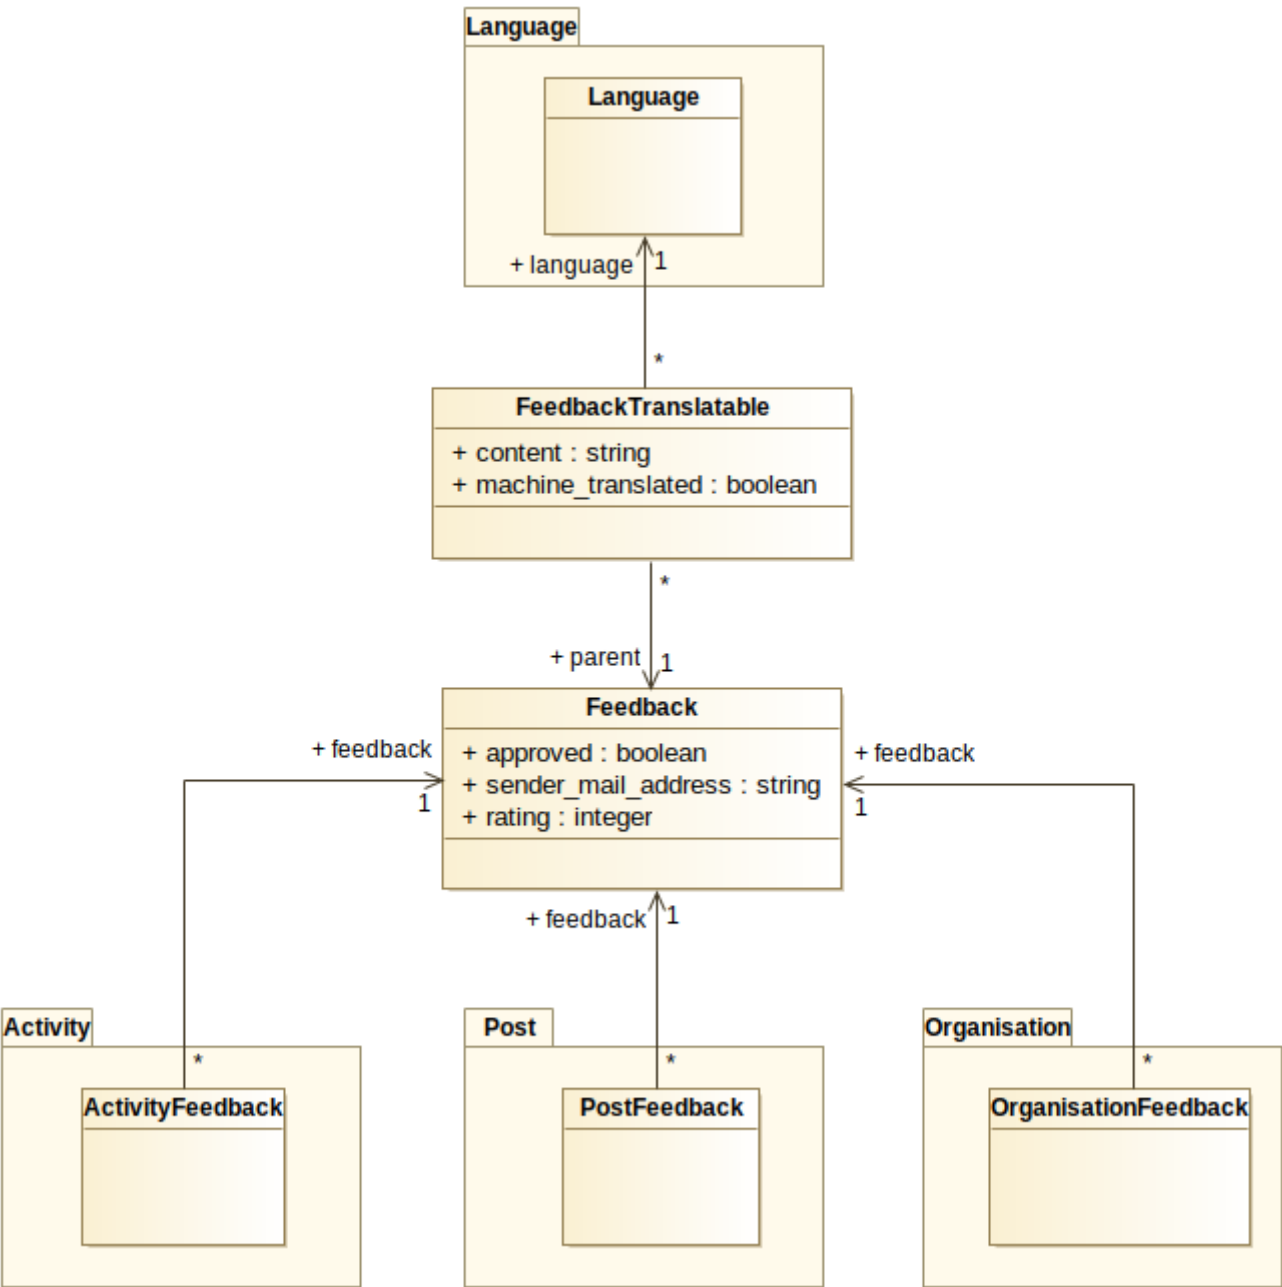 Language
Language
+ language
1
*
FeedbackTranslatable
+ content : string
+ machine_translated : boolean
*
+ parent
1
Feedback
+ approved : boolean
+ sender_mail_address : string
+ rating : integer
+ feedback
1
+ feedback
1
+ feedback
1
Activity
*
ActivityFeedback
Post
*
PostFeedback
Organisation
*
OrganisationFeedback